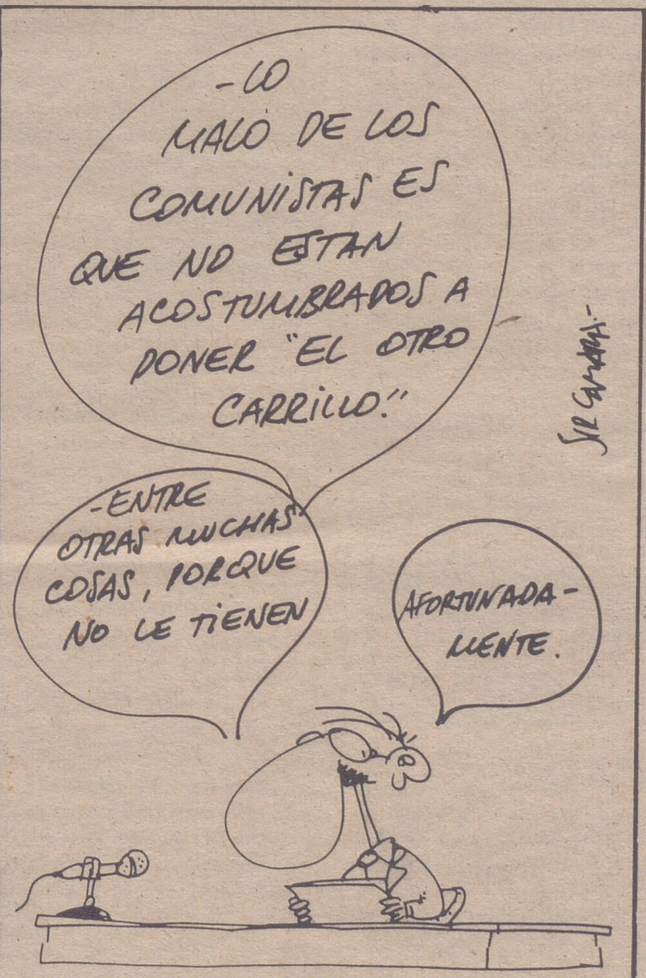 -LO
MALO DE LOS
COMUNISTAS ES
QUE NO ESTAN
ACOSTUMBRADOS A
PONER "EL OTRO
CARRILLO."
-ENTRE
OTRAS MUCHAS
COSAS, PORQUE
NO LE TIENEN
AFORTUNADA-
MENTE.
SIR CAMARA.-